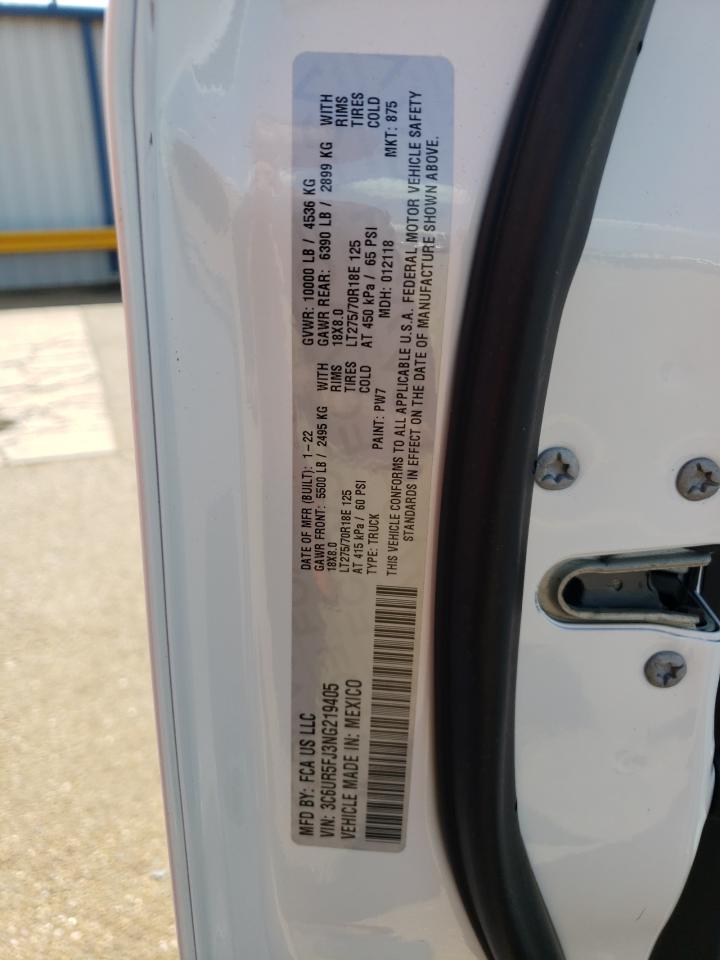 MFD BY: FCA US LLC
VIN: 3C6UR5FJ3NG219405
VEHICLE MADE IN: MEXICO
DATE OF MFR (BUILT): 1-22 GVWR: 10000 LB / 4536 KG
GAWR FRONT: 5500 LB / 2495 KG WITH GAWR REAR: 6390 LB / 2899 KG WITH
18X8.0 RIMS 18X8.0 RIMS
LT275/70R18E 125 TIRES LT275/70R18E 125 TIRES
AT 415 kPa / 60 PSI COLD AT 450 kPa / 65 PSI COLD
TYPE: TRUCK PAINT: PW7 MDH: 012118 MKT: 875
THIS VEHICLE CONFORMS TO ALL APPLICABLE U.S.A. FEDERAL MOTOR VEHICLE SAFETY
STANDARDS IN EFFECT ON THE DATE OF MANUFACTURE SHOWN ABOVE.